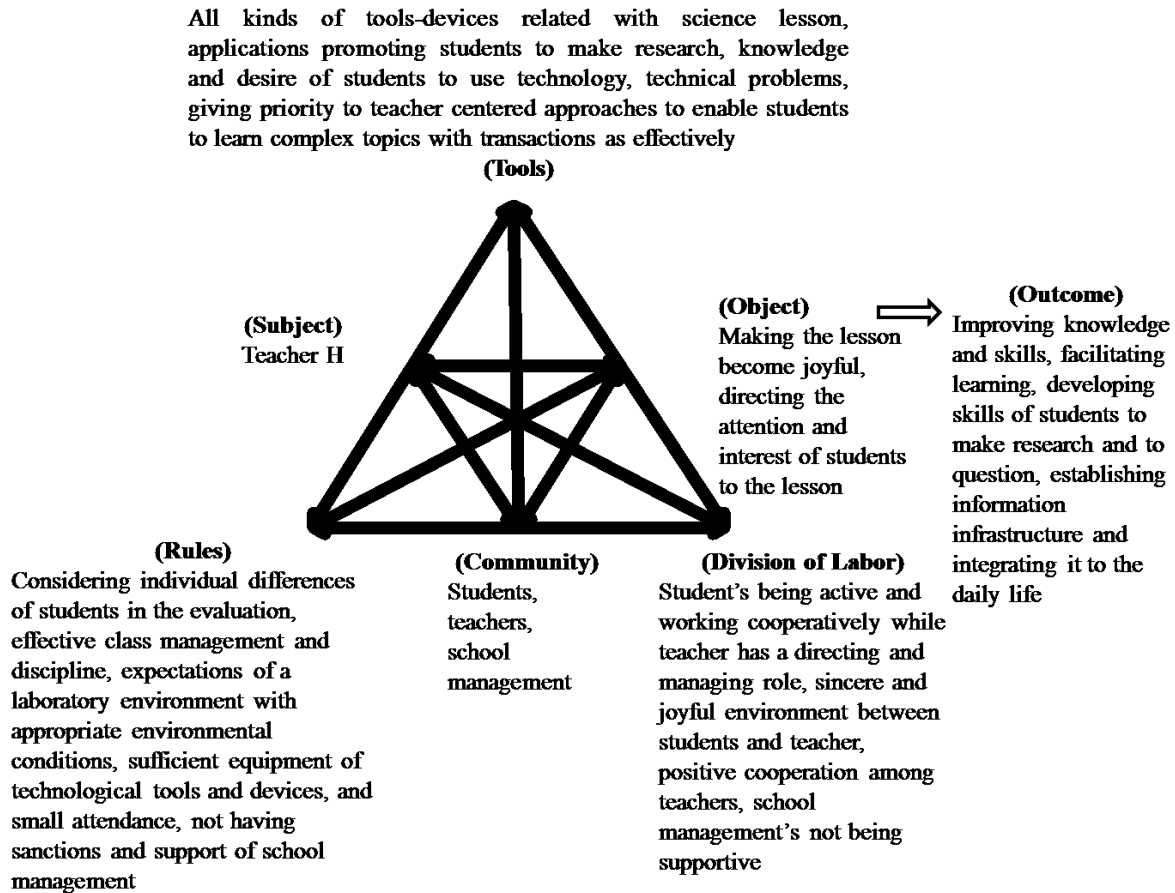 All kinds of tools-devices related with science lesson,
applications promoting students to make research, knowledge
and desire of students to use technology, technical problems,
giving priority to teacher centered approaches to enable students
to learn complex topics with transactions as effectively
(Tools)
(Subject)
Teacher H
(Object)
Making the lesson
become joyful,
directing the
attention and
interest of students
to the lesson
(Outcome)
Improving knowledge
and skills, facilitating
learning, developing
skills of students to
make research and to
question, establishing
information
infrastructure and
integrating it to the
daily life
(Rules)
Considering individual differences
of students in the evaluation,
effective class management and
discipline, expectations of a
laboratory environment with
appropriate environmental
conditions, sufficient equipment of
technological tools and devices, and
small attendance, not having
sanctions and support of school
management
(Community)
Students,
teachers,
school
management
(Division of Labor)
Student's being active and
working cooperatively while
teacher has a directing and
managing role, sincere and
joyful environment between
students and teacher,
positive cooperation among
teachers, school
management's not being
supportive